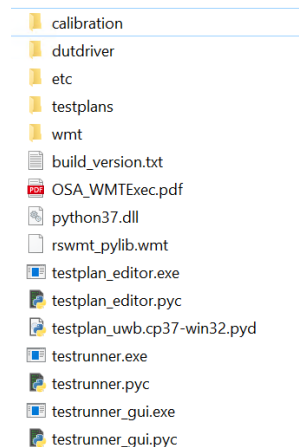 calibration
dutdriver
etc
testplans
wmt
build_version.txt
OSA_WMTExec.pdf
python37.dll
rswmt_pylib.wmt
testplan_editor.exe
testplan_editor.pyc
testplan_uwb.cp37-win32.pyd
testrunner.exe
testrunner.pyc
testrunner_gui.exe
testrunner_gui.pyc